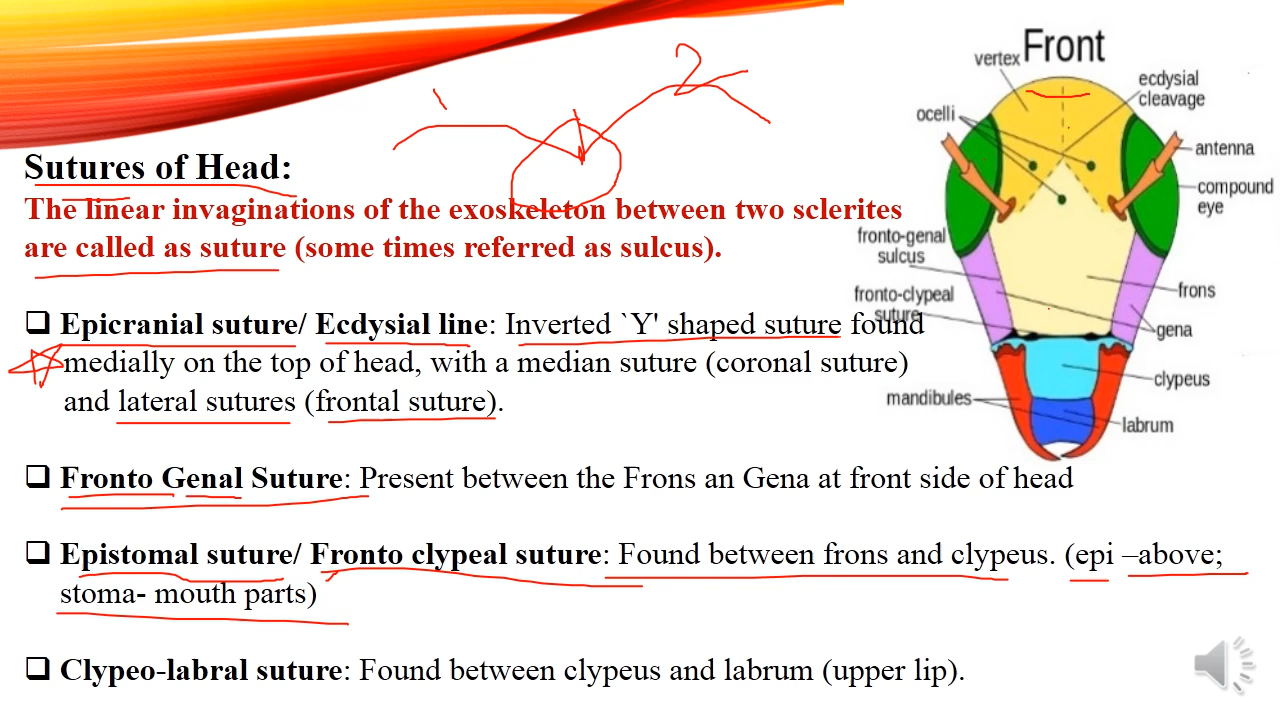 Front
vertex
ecdysial
cleavage
ocelli
antenna
compound
eye
fronto-genal
sulcus
fronto-clypeal
suture
frons
gena
clypeus
mandibules
labrum
1
2
Sutures of Head:
The linear invaginations of the exoskeleton between two sclerites
are called as suture (some times referred as sulcus).
Epicranial suture/ Ecdysial line: Inverted `Y' shaped suture found
medially on the top of head, with a median suture (coronal suture)
and lateral sutures (frontal suture).
Fronto Genal Suture: Present between the Frons an Gena at front side of head
Epistomal suture/ Fronto clypeal suture: Found between frons and clypeus. (epi –above;
stoma- mouth parts)
Clypeo-labral suture: Found between clypeus and labrum (upper lip).